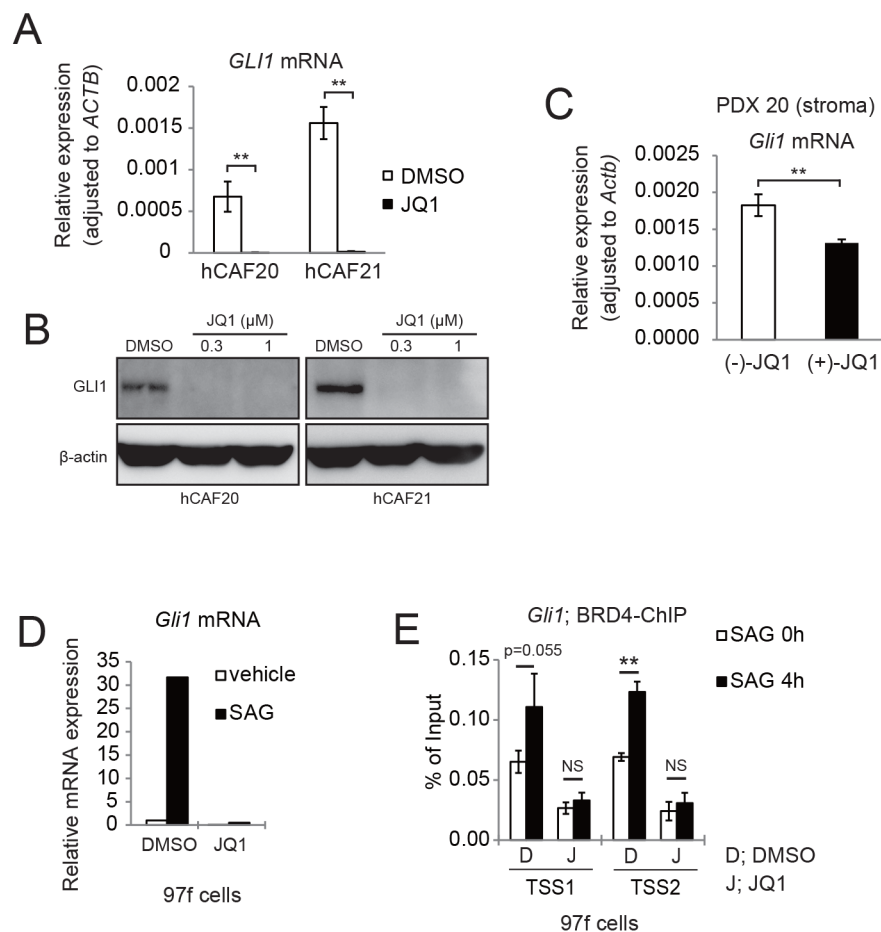 A
GLI1 mRNA
Relative expression
(adjusted to ACTB)
0.002
0.0015
0.001
0.0005
0
**
**
DMSO
JQ1
hCAF20
hCAF21
B
JQ1 (μM)
JQ1 (μM)
DMSO
0.3
1
DMSO
0.3
1
GLI1
β-actin
hCAF20
hCAF21
C
PDX 20 (stroma)
Gli1 mRNA
Relative expression
(adjusted to Actb)
0.0025
0.0020
0.0015
0.0010
0.0005
0.0000
**
(-)-JQ1
(+)-JQ1
D
Gli1 mRNA
Relative mRNA expression
35
30
25
20
15
10
5
0
vehicle
SAG
DMSO
JQ1
97f cells
E
Gli1; BRD4-ChIP
% of Input
0.15
0.10
0.05
0.00
p=0.055
NS
**
NS
SAG 0h
SAG 4h
D
J
D
J
TSS1
TSS2
D; DMSO
J; JQ1
97f cells